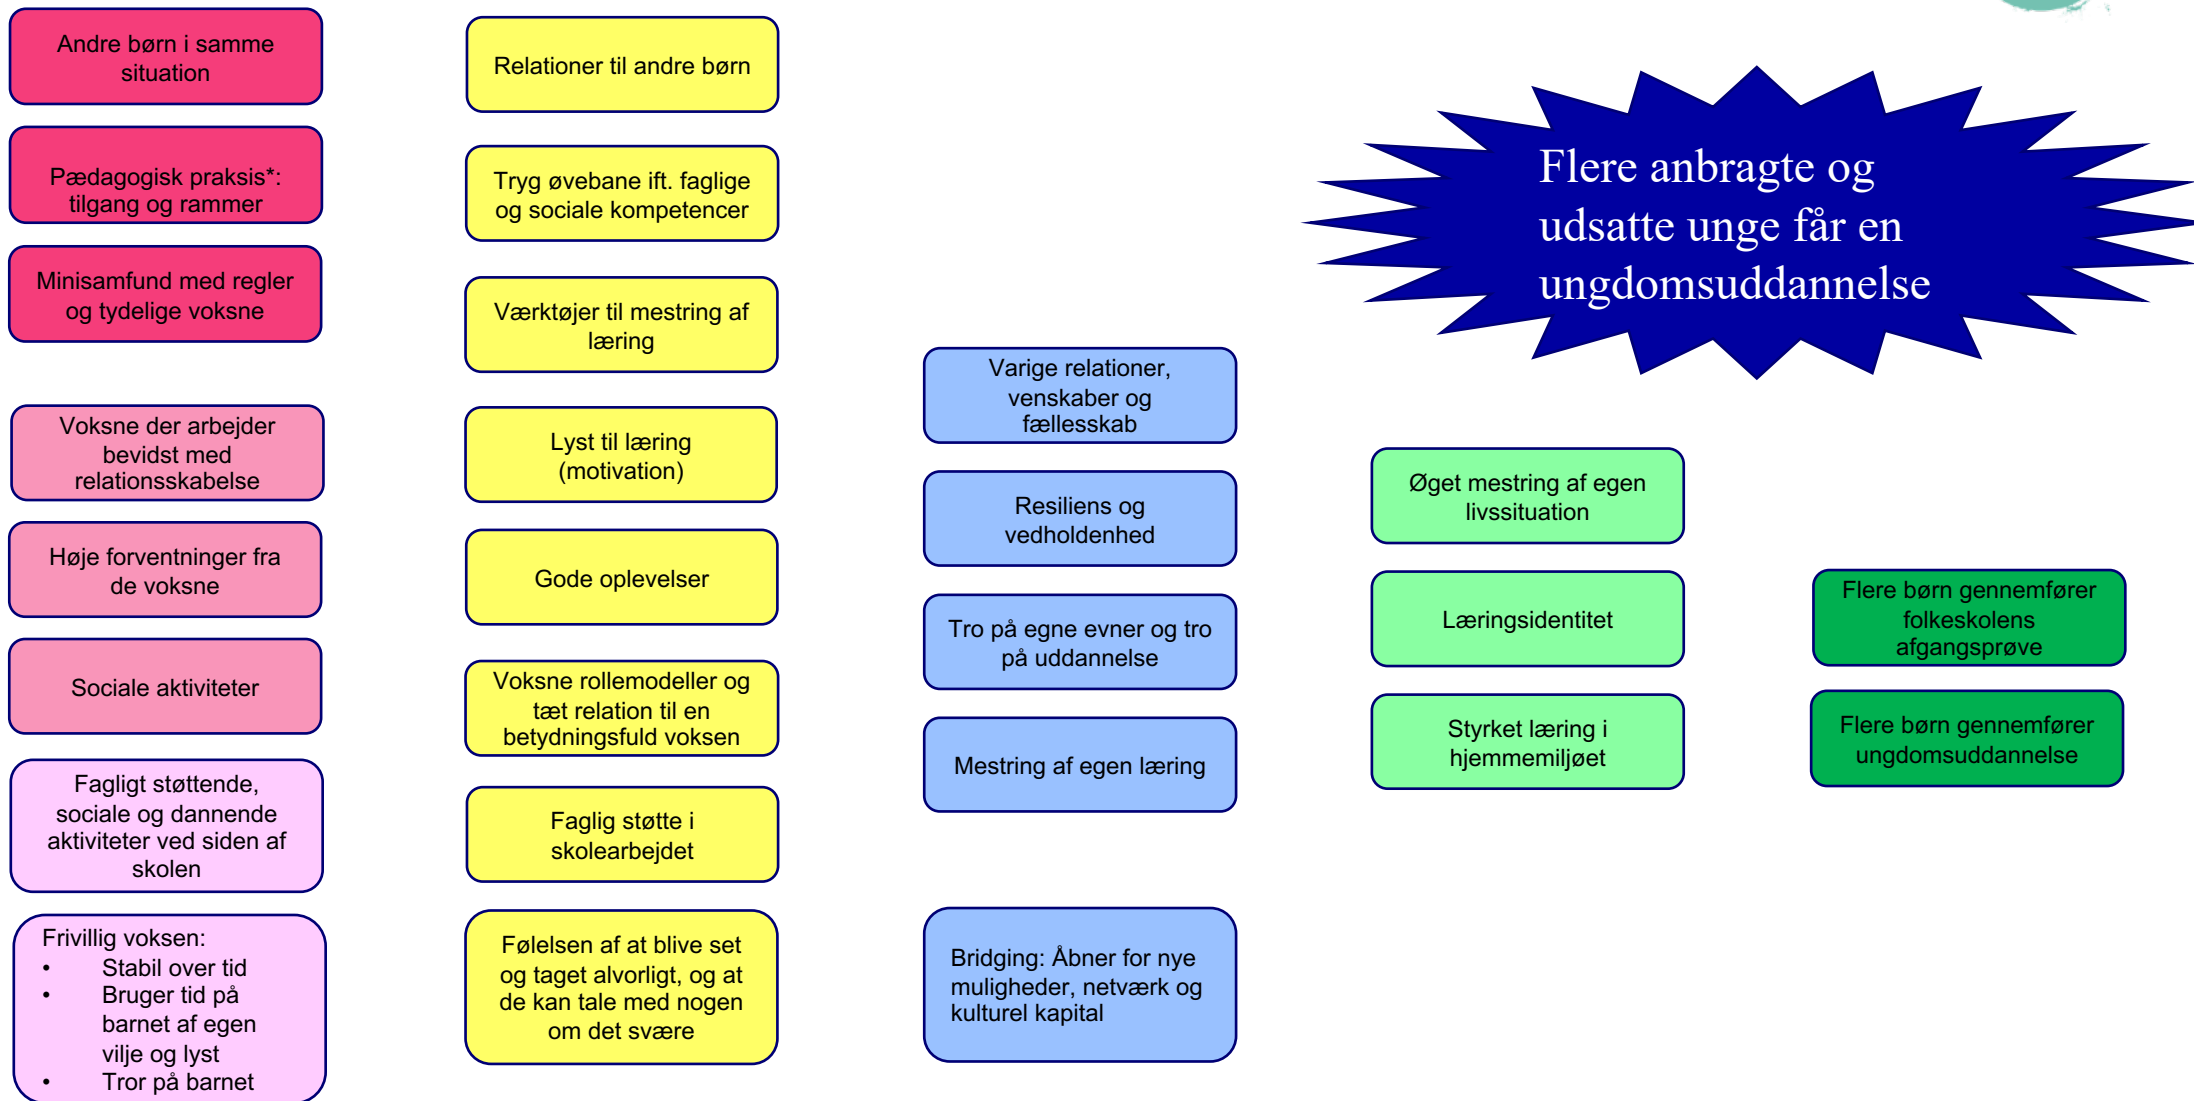 Andre børn i samme
situation
Pædagogisk praksis*:
tilgang og rammer
Minisamfund med regler
og tydelige voksne
Voksne der arbejder
bevidst med
relationsskabelse
Høje forventninger fra
de voksne
Sociale aktiviteter
Fagligt støttende,
sociale og dannende
aktiviteter ved siden af
skolen
Frivillig voksen:
• Stabil over tid
• Bruger tid på
barnet af egen
vilje og lyst
• Tror på barnet
Relationer til andre børn
Tryg øvebane ift. faglige
og sociale kompetencer
Værktøjer til mestring af
læring
Lyst til læring
(motivation)
Gode oplevelser
Voksne rollemodeller og
tæt relation til en
betydningsfuld voksen
Faglig støtte i
skolearbejdet
Følelsen af at blive set
og taget alvorligt, og at
de kan tale med nogen
om det svære
Varige relationer,
venskaber og
fællesskab
Resiliens og
vedholdenhed
Tro på egne evner og tro
på uddannelse
Mestring af egen læring
Bridging: Åbner for nye
muligheder, netværk og
kulturel kapital
Flere anbragte og
udsatte unge får en
ungdomsuddannelse
Øget mestring af egen
livssituation
Læringsidentitet
Styrket læring i
hjemmemiljøet
Flere børn gennemfører
folkeskolens
afgangsprøve
Flere børn gennemfører
ungdomsuddannelse